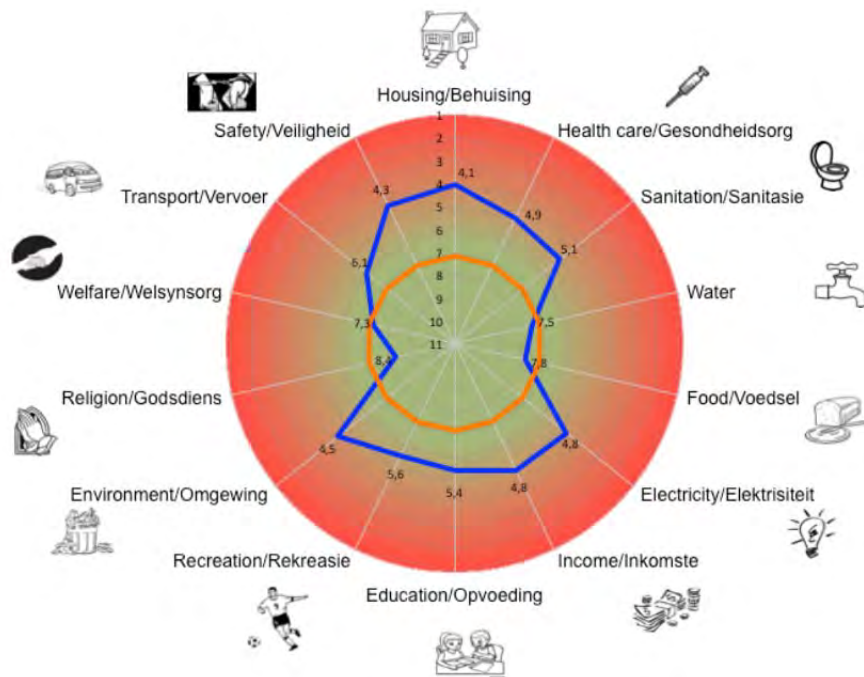 Housing/Behuising
Safety/Veiligheid
Health care/Gesondheidsorg
Transport/Vervoer
Sanitation/Sanitasie
Welfare/Welsynsorg
Water
Religion/Godsdiens
Food/Voedsel
Environment/Omgewing
Electricity/Elektrisiteit
Recreation/Rekreasie
Income/Inkomste
Education/Opvoeding
1
2
3
4
5
6
7
8
9
10
11
4,1
4,9
5,1
7,5
7,8
4,8
4,8
5,4
5,6
4,5
8,4
7,3
6,1
4,3